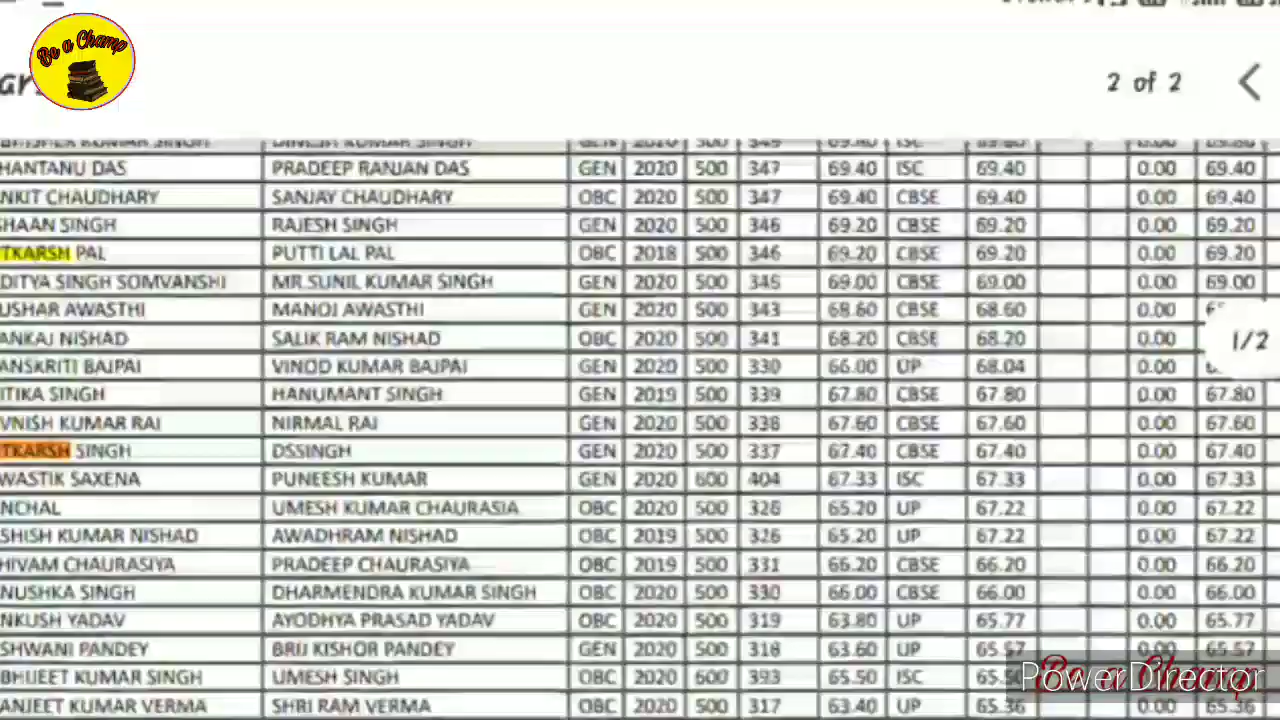 Be a Champ
2 of 2
HANTANU DAS PRADEEP RANJAN DAS GEN 2020 500 347 69.40 ISC 69.40 0.00 69.40
NKIT CHAUDHARY SANJAY CHAUDHARY OBC 2020 500 347 69.40 CBSE 69.40 0.00 69.40
HAAN SINGH RAJESH SINGH GEN 2020 500 346 69.20 CBSE 69.20 0.00 69.20
TKARSH PAL PUTTI LAL PAL OBC 2018 500 346 69.20 CBSE 69.20 0.00 69.20
DITYA SINGH SOMVANSHI MR SUNIL KUMAR SINGH GEN 2020 500 345 69.00 CBSE 69.00 0.00 69.00
USHAR AWASTHI MANOJ AWASTHI GEN 2020 500 343 68.60 CBSE 68.60 0.00
ANKAJ NISHAD SALIK RAM NISHAD OBC 2020 500 341 68.20 CBSE 68.20 0.00 1/2
ANSKRITI BAJPAI VINOD KUMAR BAJPAI GEN 2020 500 330 66.00 UP 68.04 0.00
ITIKA SINGH HANUMANT SINGH GEN 2019 500 339 67.80 CBSE 67.80 0.00 67.80
VNISH KUMAR RAI NIRMAL RAI GEN 2020 500 338 67.60 CBSE 67.60 0.00 67.60
TKARSH SINGH DSSINGH GEN 2020 500 337 67.40 CBSE 67.40 0.00 67.40
WASTIK SAXENA PUNEESH KUMAR GEN 2020 600 404 67.33 ISC 67.33 0.00 67.33
NCHAL UMESH KUMAR CHAURASIA OBC 2020 500 326 65.20 UP 67.22 0.00 67.22
SHISH KUMAR NISHAD AWADHRAM NISHAD OBC 2019 500 326 65.20 UP 67.22 0.00 67.22
HIVAM CHAURASIYA PRADEEP CHAURASIYA OBC 2019 500 331 66.20 CBSE 66.20 0.00 66.20
NUSHKA SINGH DHARMENDRA KUMAR SINGH OBC 2020 500 330 66.00 CBSE 66.00 0.00 66.00
NKUSH YADAV AYODHYA PRASAD YADAV OBC 2020 500 319 63.80 UP 65.77 0.00 65.77
SHWANI PANDEY BRIJ KISHOR PANDEY GEN 2020 500 318 63.60 UP 65.57 0.00 65.57
BHIJEET KUMAR SINGH UMESH SINGH OBC 2020 600 393 65.50 ISC
ANJEET KUMAR VERMA SHRI RAM VERMA OBC 2020 500 317 63.40 UP 65.36 0.00 65.36
Be a Champ
PowerDirector